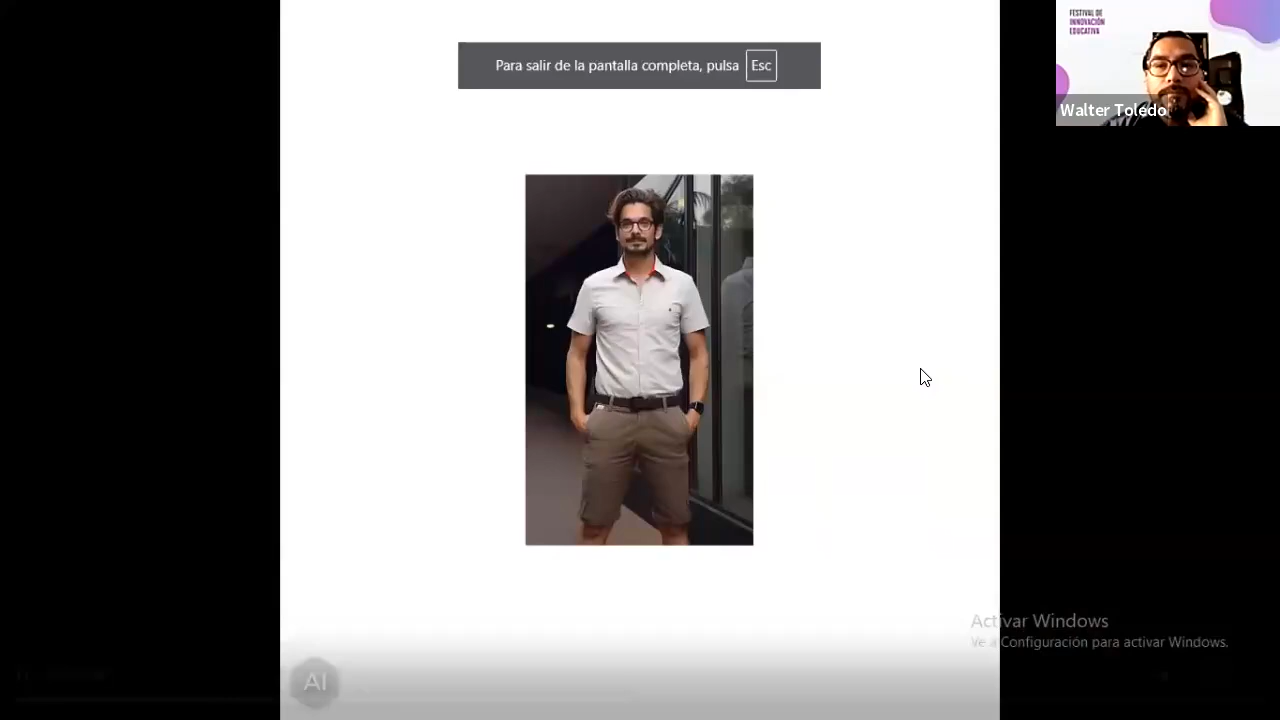 FESTIVAL DE
INNOVACIÓN
EDUCATIVA
Para salir de la pantalla completa, pulsa Esc
Walter Toledo
Activar Windows
Ve a Configuración para activar Windows.
AI